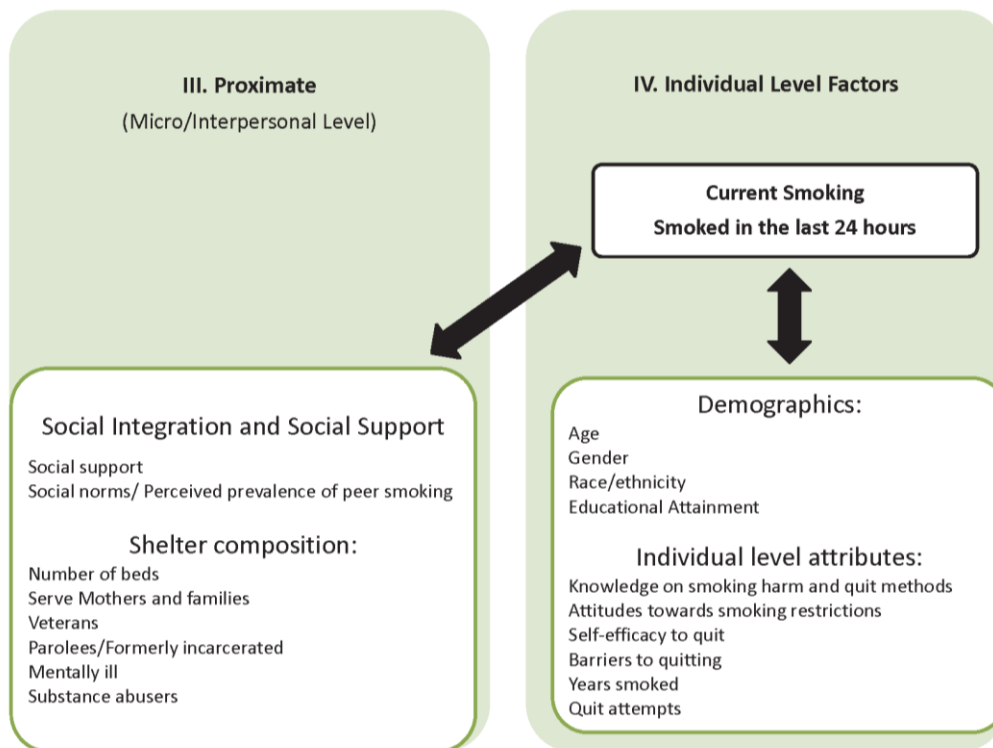 III. Proximate
(Micro/Interpersonal Level)
Social Integration and Social Support
Social support
Social norms/ Perceived prevalence of peer smoking
Shelter composition:
Number of beds
Serve Mothers and families
Veterans
Parolees/Formerly incarcerated
Mentally ill
Substance abusers
IV. Individual Level Factors
Current Smoking
Smoked in the last 24 hours
Demographics:
Age
Gender
Race/ethnicity
Educational Attainment
Individual level attributes:
Knowledge on smoking harm and quit methods
Attitudes towards smoking restrictions
Self-efficacy to quit
Barriers to quitting
Years smoked
Quit attempts